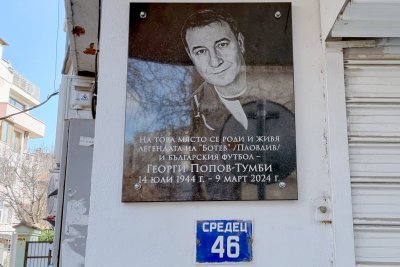 НА ТОВА МЯСТО СЕ РОДИ И ЖИВЯ
ЛЕГЕНДАТА НА "БОТЕВ" /ПЛОВДИВ/
И БЪЛГАРСКИЯ ФУТБОЛ –
ГЕОРГИ ПОПОВ-ТУМБИ
14 ЮЛИ 1944 Г. – 9 МАРТ 2024 Г.
СРЕДЕЦ
46